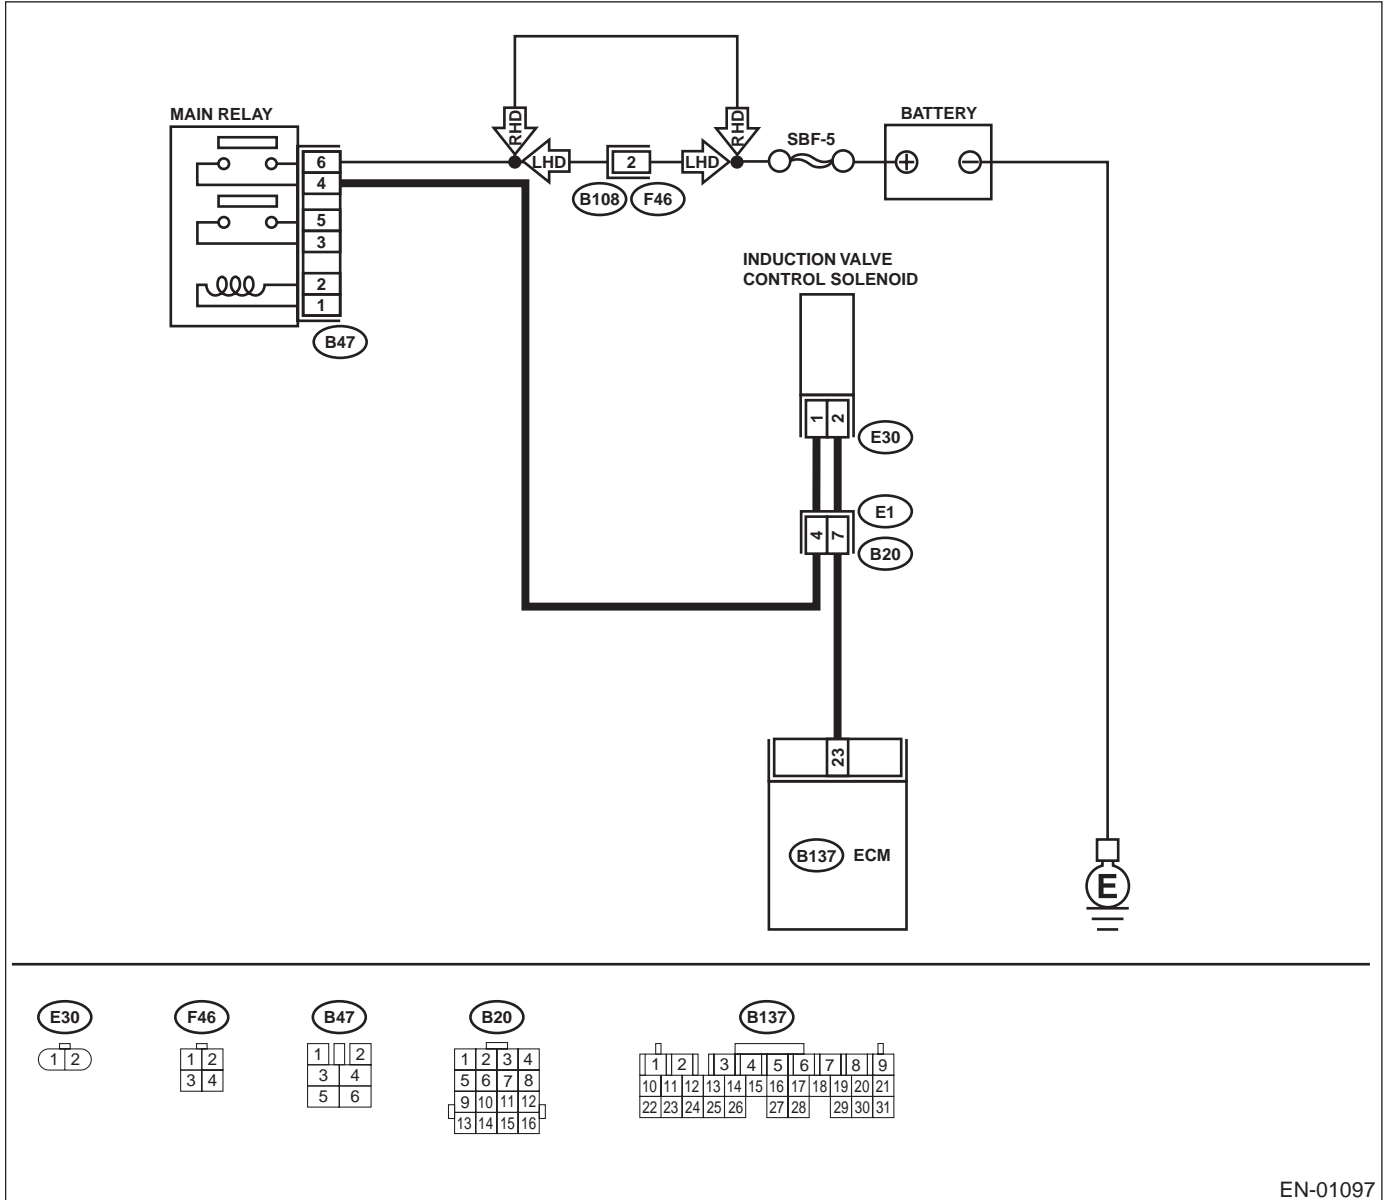 MAIN RELAY
BATTERY
RHD
RHD
SBF-5
6
LHD
2
LHD
4
B108
F46
5
3
2
1
B47
INDUCTION VALVE
CONTROL SOLENOID
1 2
E30
E1
4 7
B20
23
B137 ECM
E
E30
F46
B47
B20
B137
1 2
1 2
3 4
1 2
3 4
5 6
1 2 3 4
5 6 7 8
9 10 11 12
13 14 15 16
1 2 3 4 5 6 7 8 9
10 11 12 13 14 15 16 17 18 19 20 21
22 23 24 25 26 27 28 29 30 31
EN-01097